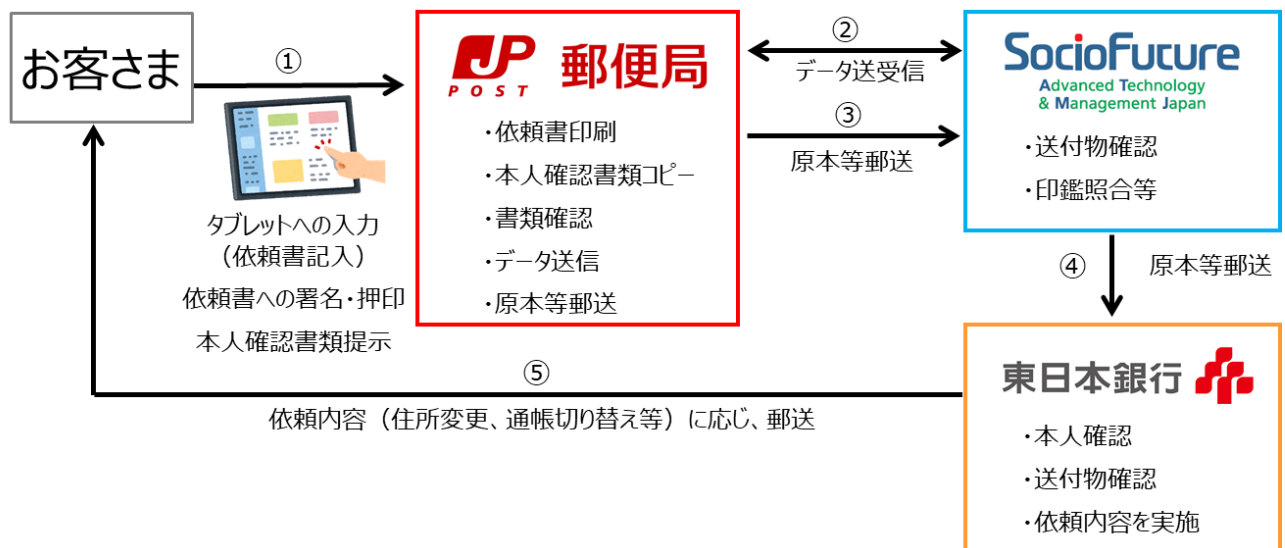 お客さま
①
タブレットへの入力
（依頼書記入）
依頼書への署名・押印
本人確認書類提示
JP
POST
郵便局
・依頼書印刷
・本人確認書類コピー
・書類確認
・データ送信
・原本等郵送
②
データ送受信
③
原本等郵送
SocioFuture
Advanced Technology
& Management Japan
・送付物確認
・印鑑照合等
④
原本等郵送
東日本銀行
・本人確認
・送付物確認
・依頼内容を実施
⑤
依頼内容（住所変更、通帳切り替え等）に応じ、郵送